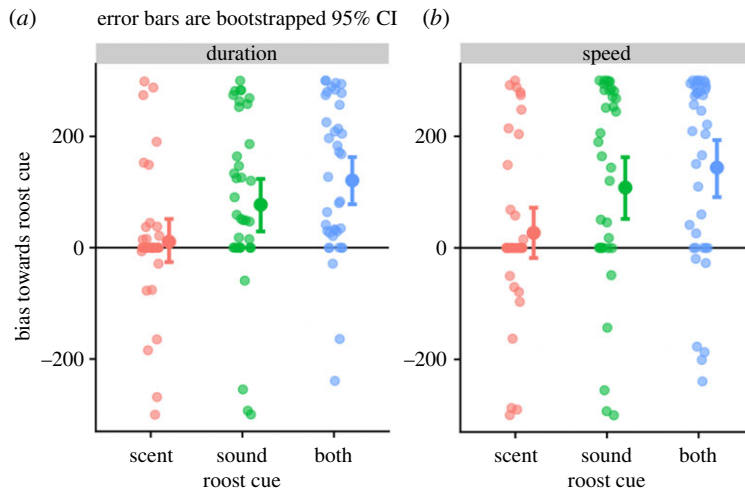 (a) error bars are bootstrapped 95% CI (b)
duration speed
bias towards roost cue
200
0
–200
200
0
–200
scent sound both scent sound both
roost cue roost cue